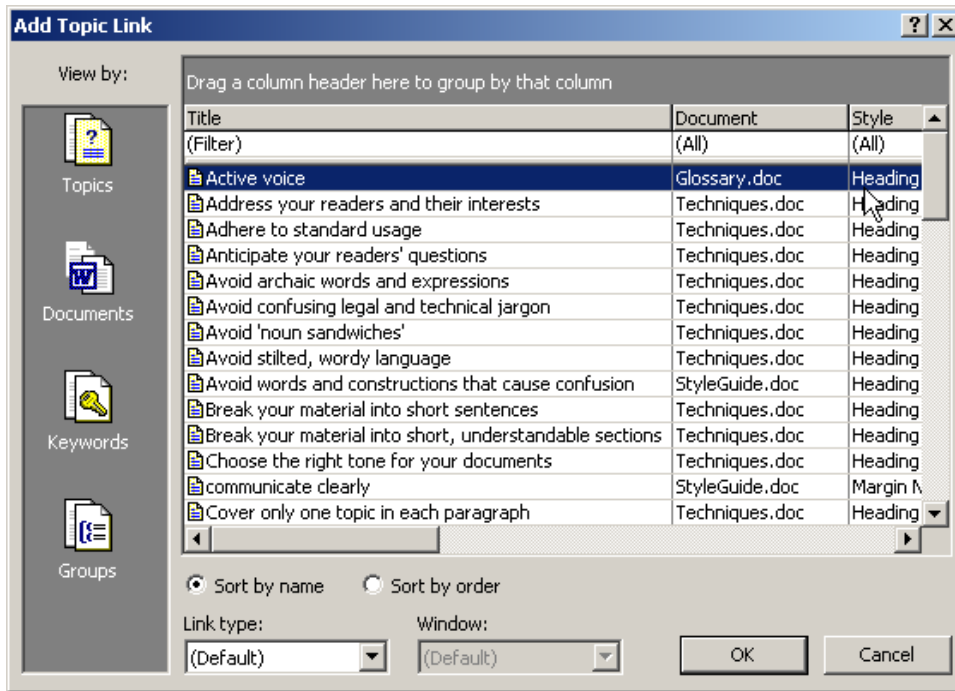 Add Topic Link
View by:
Topics
Documents
Keywords
Groups
Drag a column header here to group by that column
Title Document Style
(Filter) (All) (All)
Active voice Glossary.doc Heading
Address your readers and their interests Techniques.doc Heading
Adhere to standard usage Techniques.doc Heading
Anticipate your readers' questions Techniques.doc Heading
Avoid archaic words and expressions Techniques.doc Heading
Avoid confusing legal and technical jargon Techniques.doc Heading
Avoid 'noun sandwiches' Techniques.doc Heading
Avoid stilted, wordy language Techniques.doc Heading
Avoid words and constructions that cause confusion StyleGuide.doc Heading
Break your material into short sentences Techniques.doc Heading
Break your material into short, understandable sections Techniques.doc Heading
Choose the right tone for your documents Techniques.doc Heading
communicate clearly StyleGuide.doc Margin
Cover only one topic in each paragraph Techniques.doc Heading
Sort by name Sort by order
Link type: Window:
(Default) (Default) OK Cancel